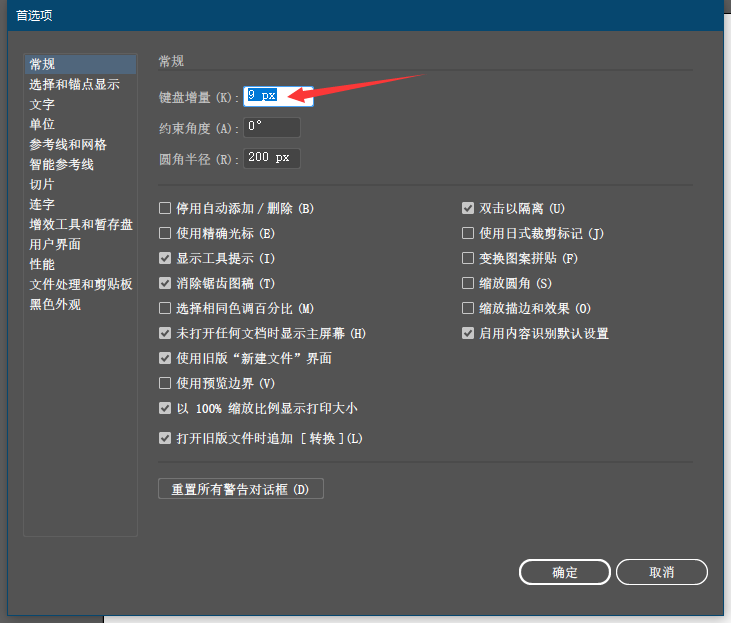 首选项
常规
选择和锚点显示
文字
单位
参考线和网格
智能参考线
切片
连字
增效工具和暂存盘
用户界面
性能
文件处理和剪贴板
黑色外观
常规
键盘增量 (K): 9 px
约束角度 (A): 0°
圆角半径 (R): 200 px
停用自动添加 / 删除 (B)
使用精确光标 (E)
显示工具提示 (I)
消除锯齿图稿 (T)
选择相同色调百分比 (M)
未打开任何文档时显示主屏幕 (H)
使用旧版“新建文件”界面
使用预览边界 (V)
以 100% 缩放比例显示打印大小
打开旧版文件时追加 [ 转换 ](L)
双击以隔离 (U)
使用日式裁剪标记 (J)
变换图案拼贴 (F)
缩放圆角 (S)
缩放描边和效果 (O)
启用内容识别默认设置
重置所有警告对话框 (D)
确定
取消